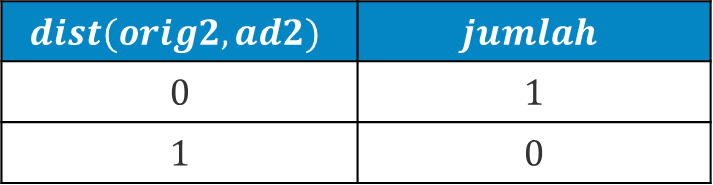 dist(orig2, ad2) jumlah
0 1
1 0